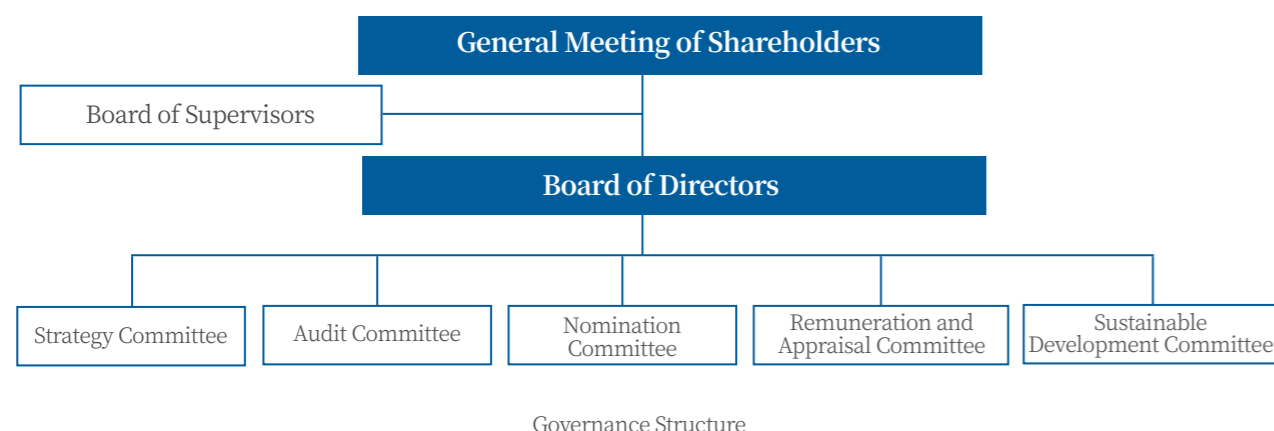 General Meeting of Shareholders
Board of Supervisors
Board of Directors
Strategy Committee
Audit Committee
Nomination
Committee
Remuneration and
Appraisal Committee
Sustainable
Development Committee
Governance Structure